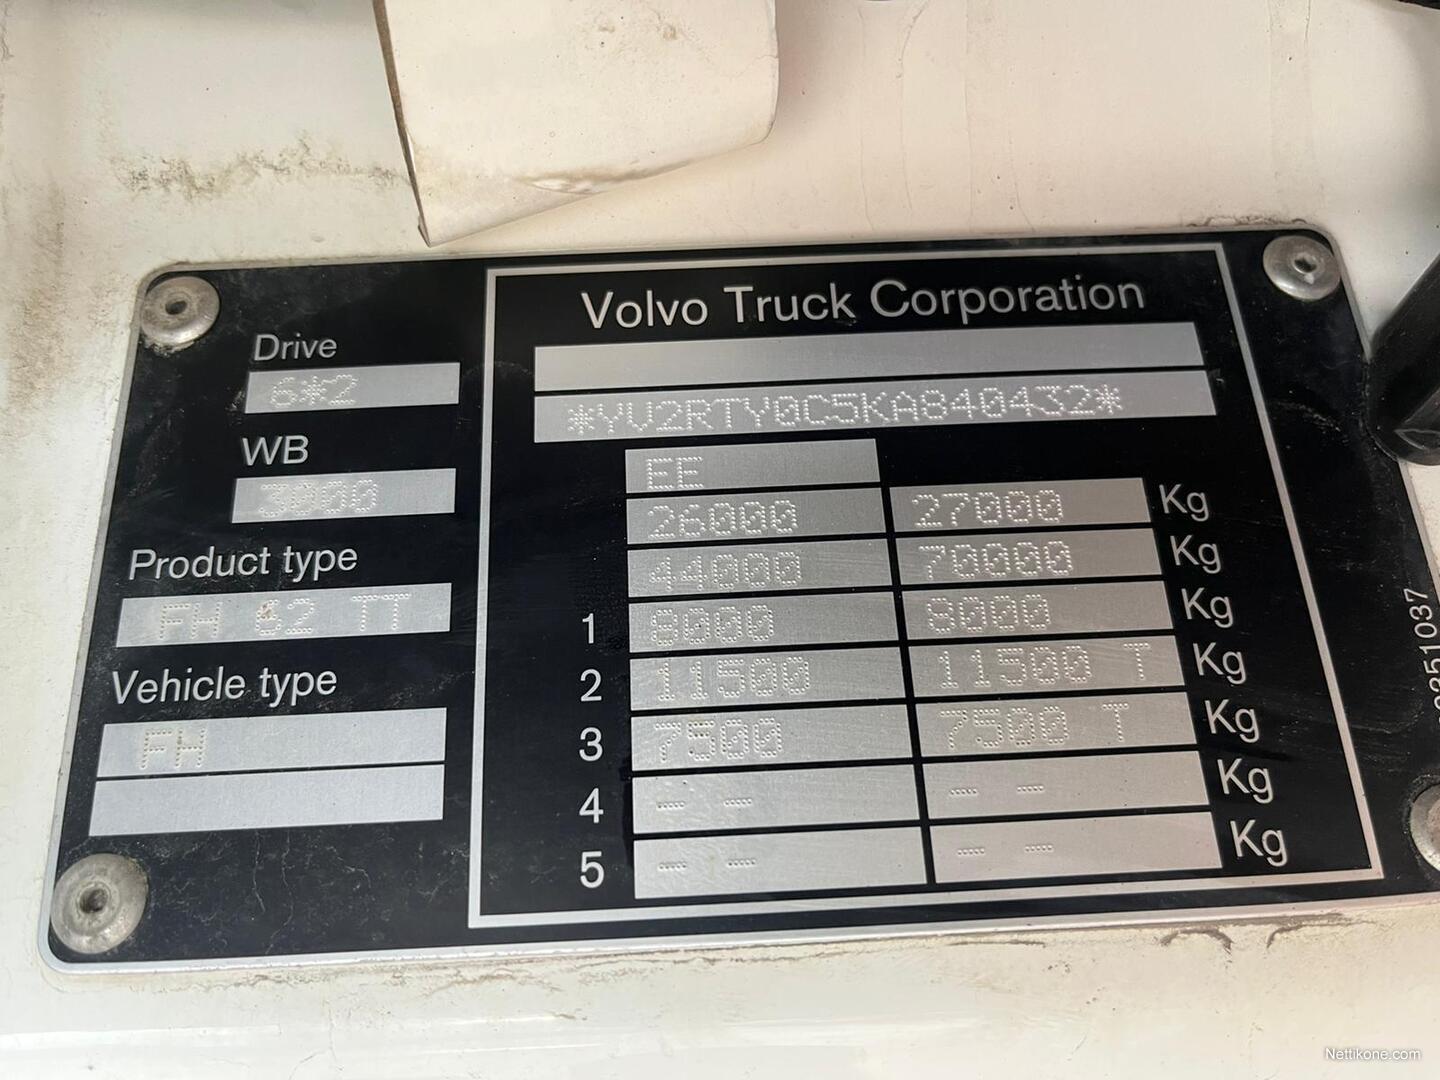 Volvo Truck Corporation
Drive
6*2
*YV2RTY0C5KA840432*
WB
3000
EE
26000 27000 Kg
Product type
FH 62 TT
44000 70000 Kg
1 8000 8000 Kg
Vehicle type
FH
2 11500 11500 T Kg
3 7500 7500 T Kg
4 -- -- -- -- Kg
5 -- -- -- -- Kg
2251037
Nettikone.com